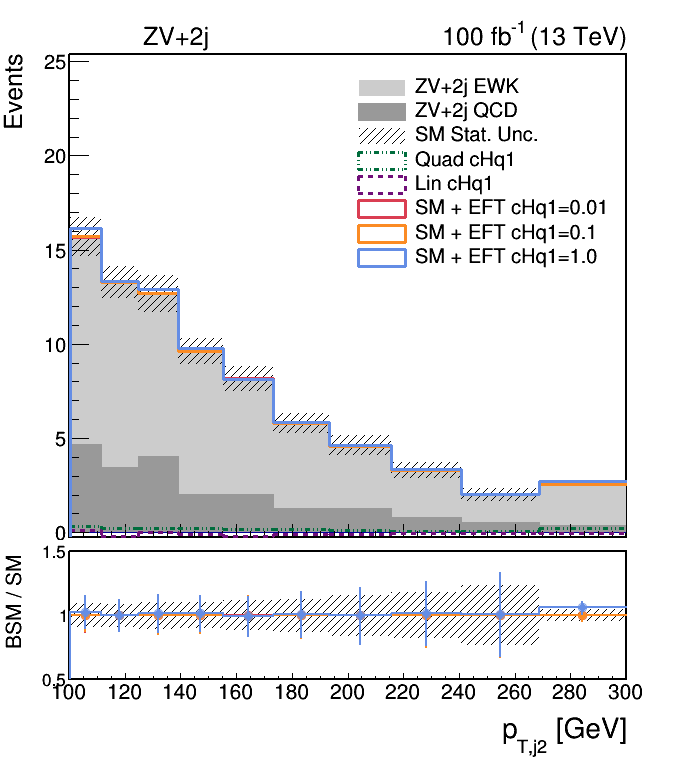 ZV+2j 100 fb-1 (13 TeV)
Events
25
20
15
10
5
0
ZV+2j EWK
ZV+2j QCD
SM Stat. Unc.
Quad cHq1
Lin cHq1
SM + EFT cHq1=0.01
SM + EFT cHq1=0.1
SM + EFT cHq1=1.0
BSM / SM
1.5
1
0.5
100 120 140 160 180 200 220 240 260 280 300
pT,j2 [GeV]